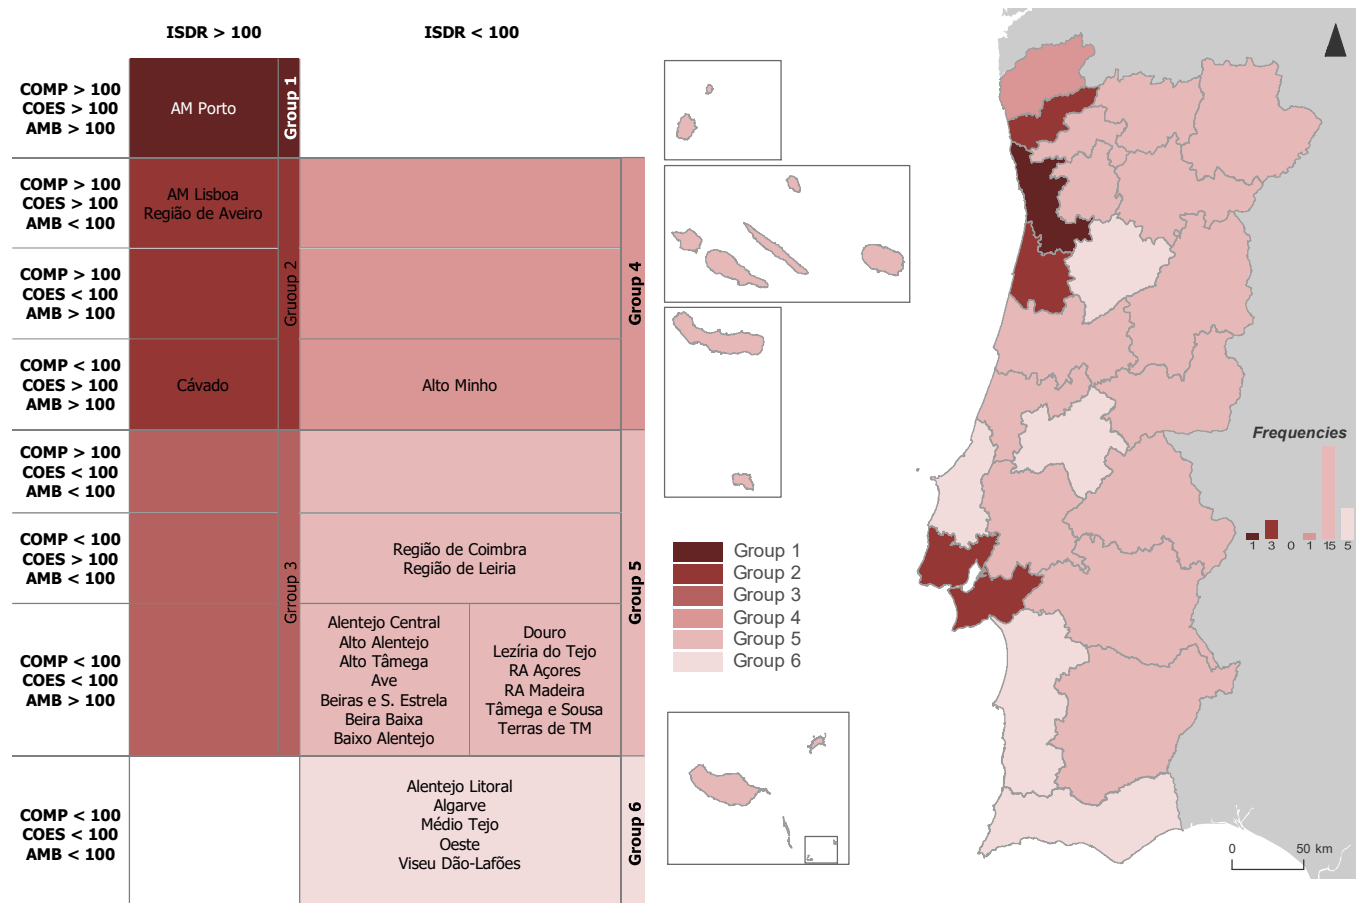 ISDR > 100
ISDR < 100
COMP > 100
COES > 100
AMB > 100
AM Porto
Group 1
COMP > 100
COES > 100
AMB < 100
AM Lisboa
Região de Aveiro
COMP > 100
COES < 100
AMB > 100
Gruoup 2
Group 4
COMP < 100
COES > 100
AMB > 100
Cávado
Alto Minho
COMP > 100
COES < 100
AMB < 100
COMP < 100
COES > 100
AMB < 100
Região de Coimbra
Região de Leiria
Grroup 3
Group 5
COMP < 100
COES < 100
AMB > 100
Alentejo Central
Alto Alentejo
Alto Tâmega
Ave
Beiras e S. Estrela
Beira Baixa
Baixo Alentejo
Douro
Lezíria do Tejo
RA Açores
RA Madeira
Tâmega e Sousa
Terras de TM
COMP < 100
COES < 100
AMB < 100
Alentejo Litoral
Algarve
Médio Tejo
Oeste
Viseu Dão-Lafões
Group 6
Group 1
Group 2
Group 3
Group 4
Group 5
Group 6
Frequencies
1 3 0 1 15 5
0 50 km